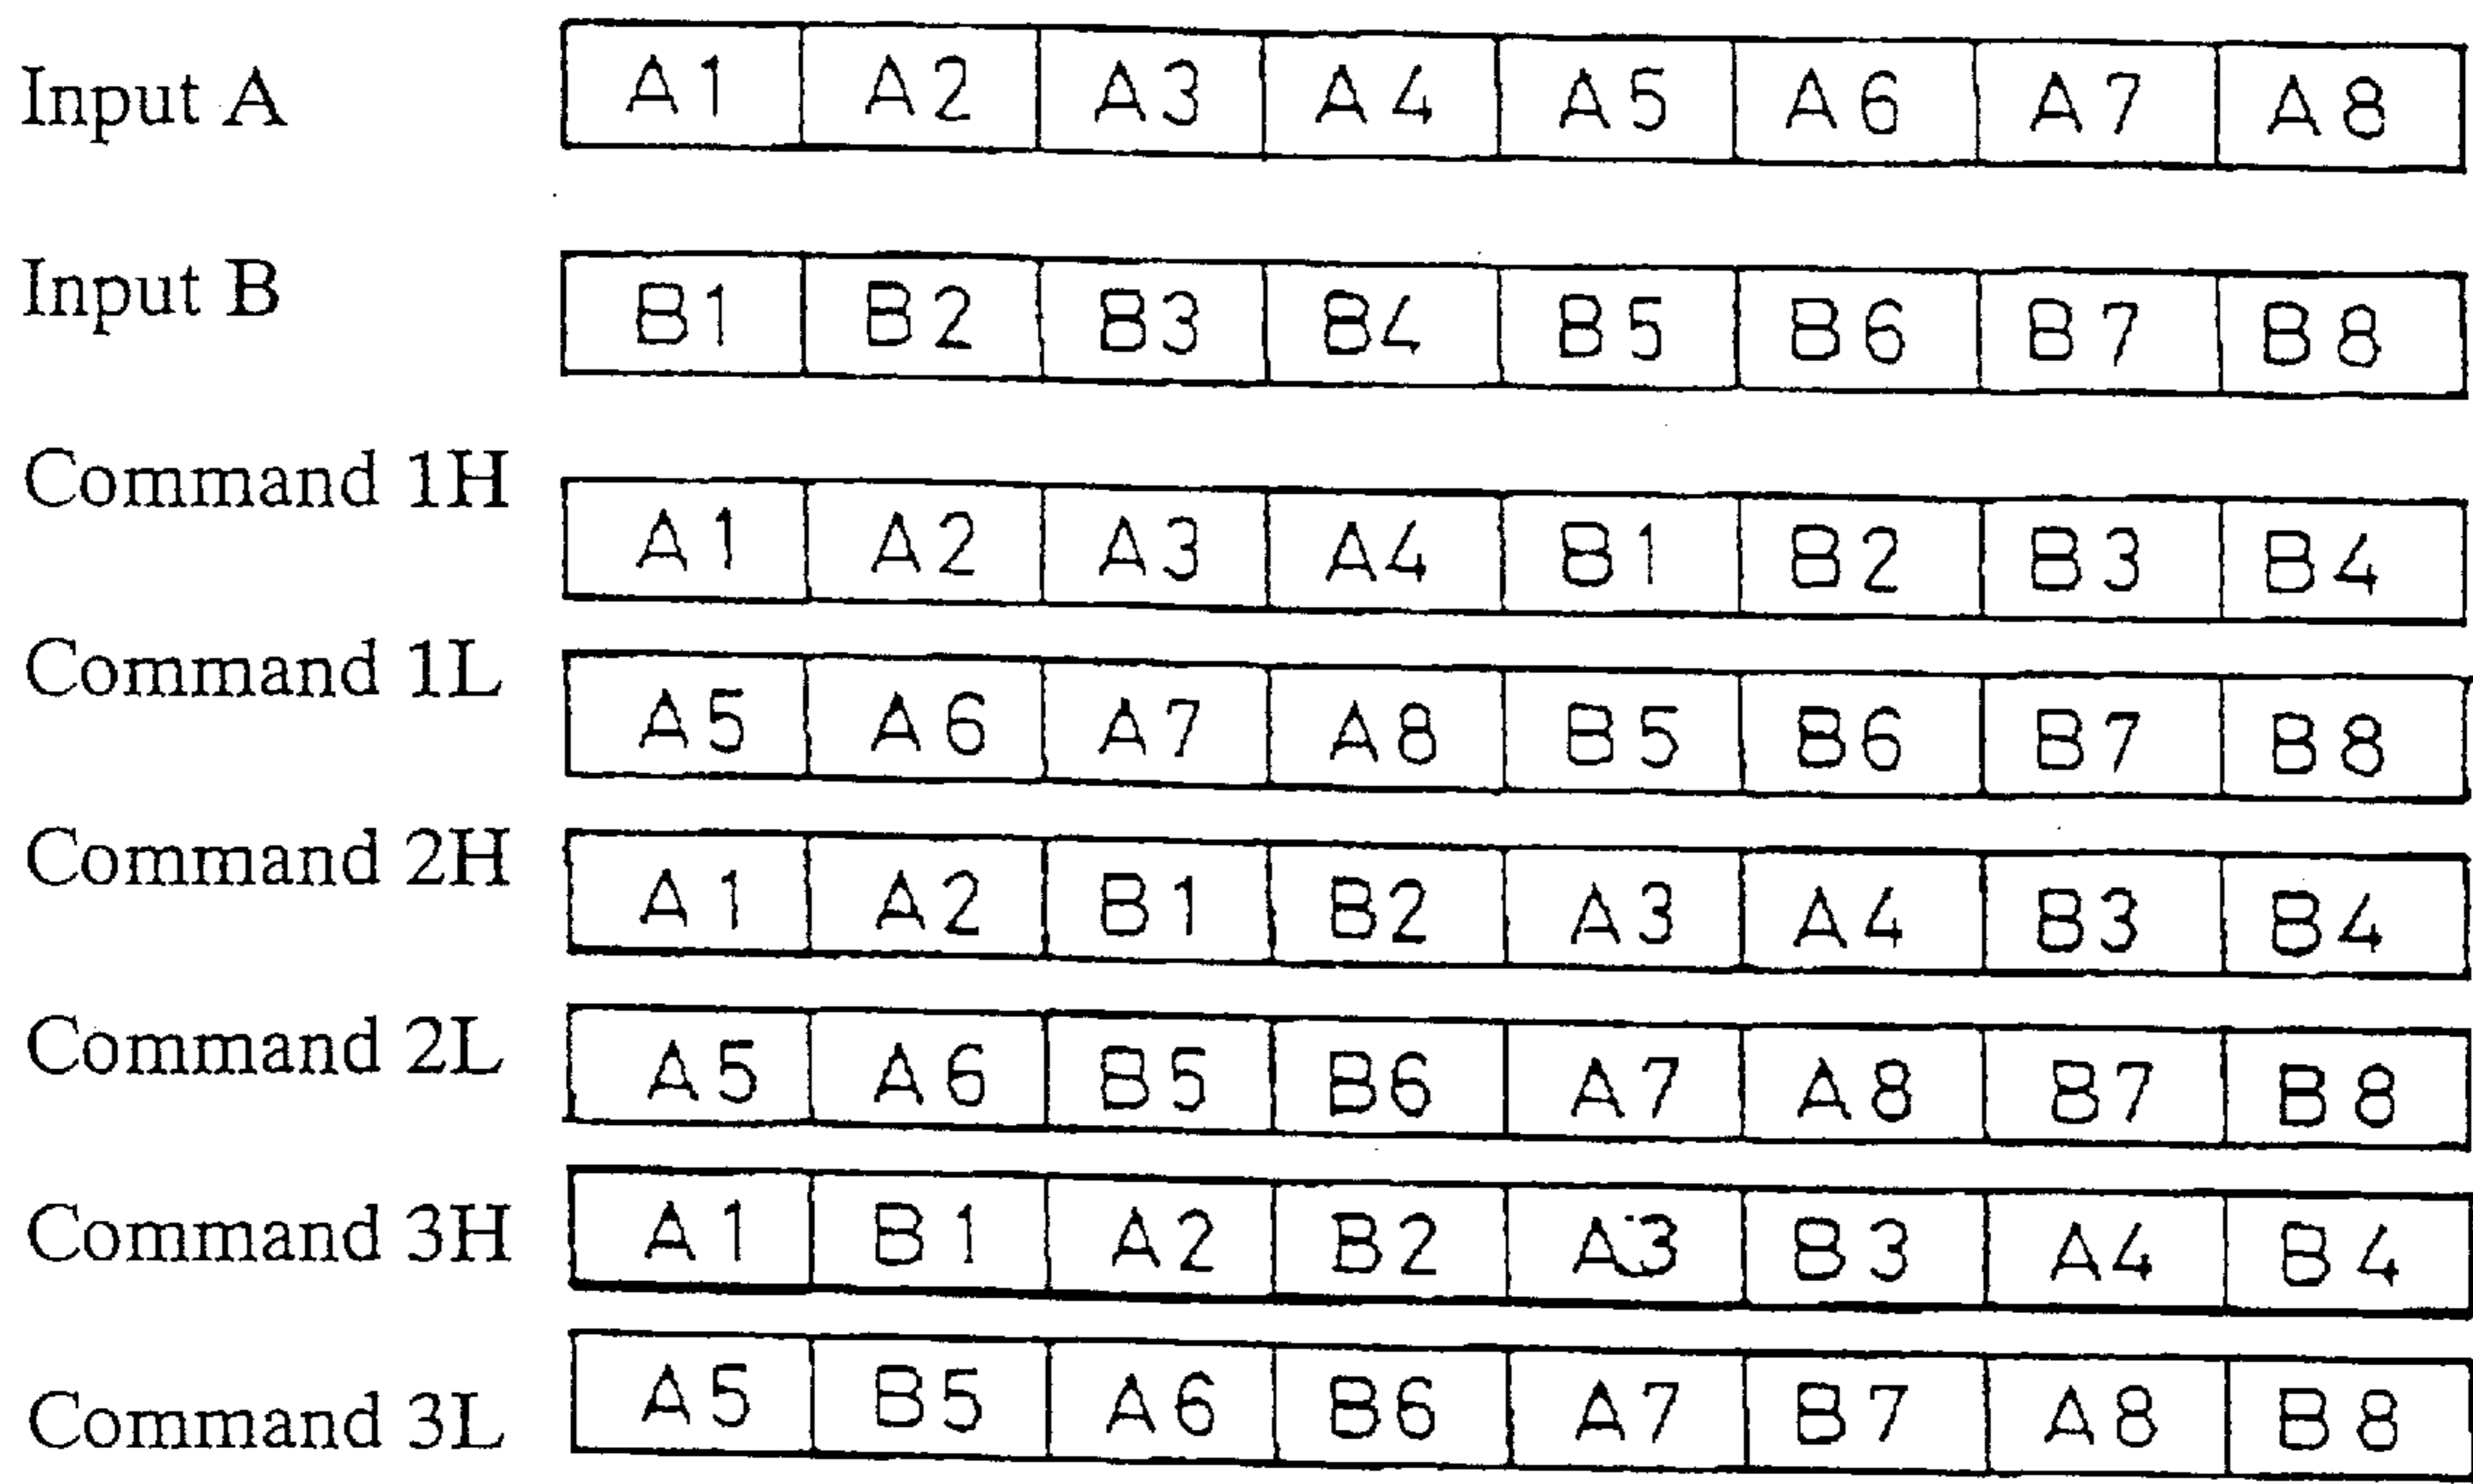 Input A A1 A2 A3 A4 A5 A6 A7 A8
Input B B1 B2 B3 B4 B5 B6 B7 B8
Command 1H A1 A2 A3 A4 B1 B2 B3 B4
Command 1L A5 A6 A7 A8 B5 B6 B7 B8
Command 2H A1 A2 B1 B2 A3 A4 B3 B4
Command 2L A5 A6 B5 B6 A7 A8 B7 B8
Command 3H A1 B1 A2 B2 A3 B3 A4 B4
Command 3L A5 B5 A6 B6 A7 B7 A8 B8